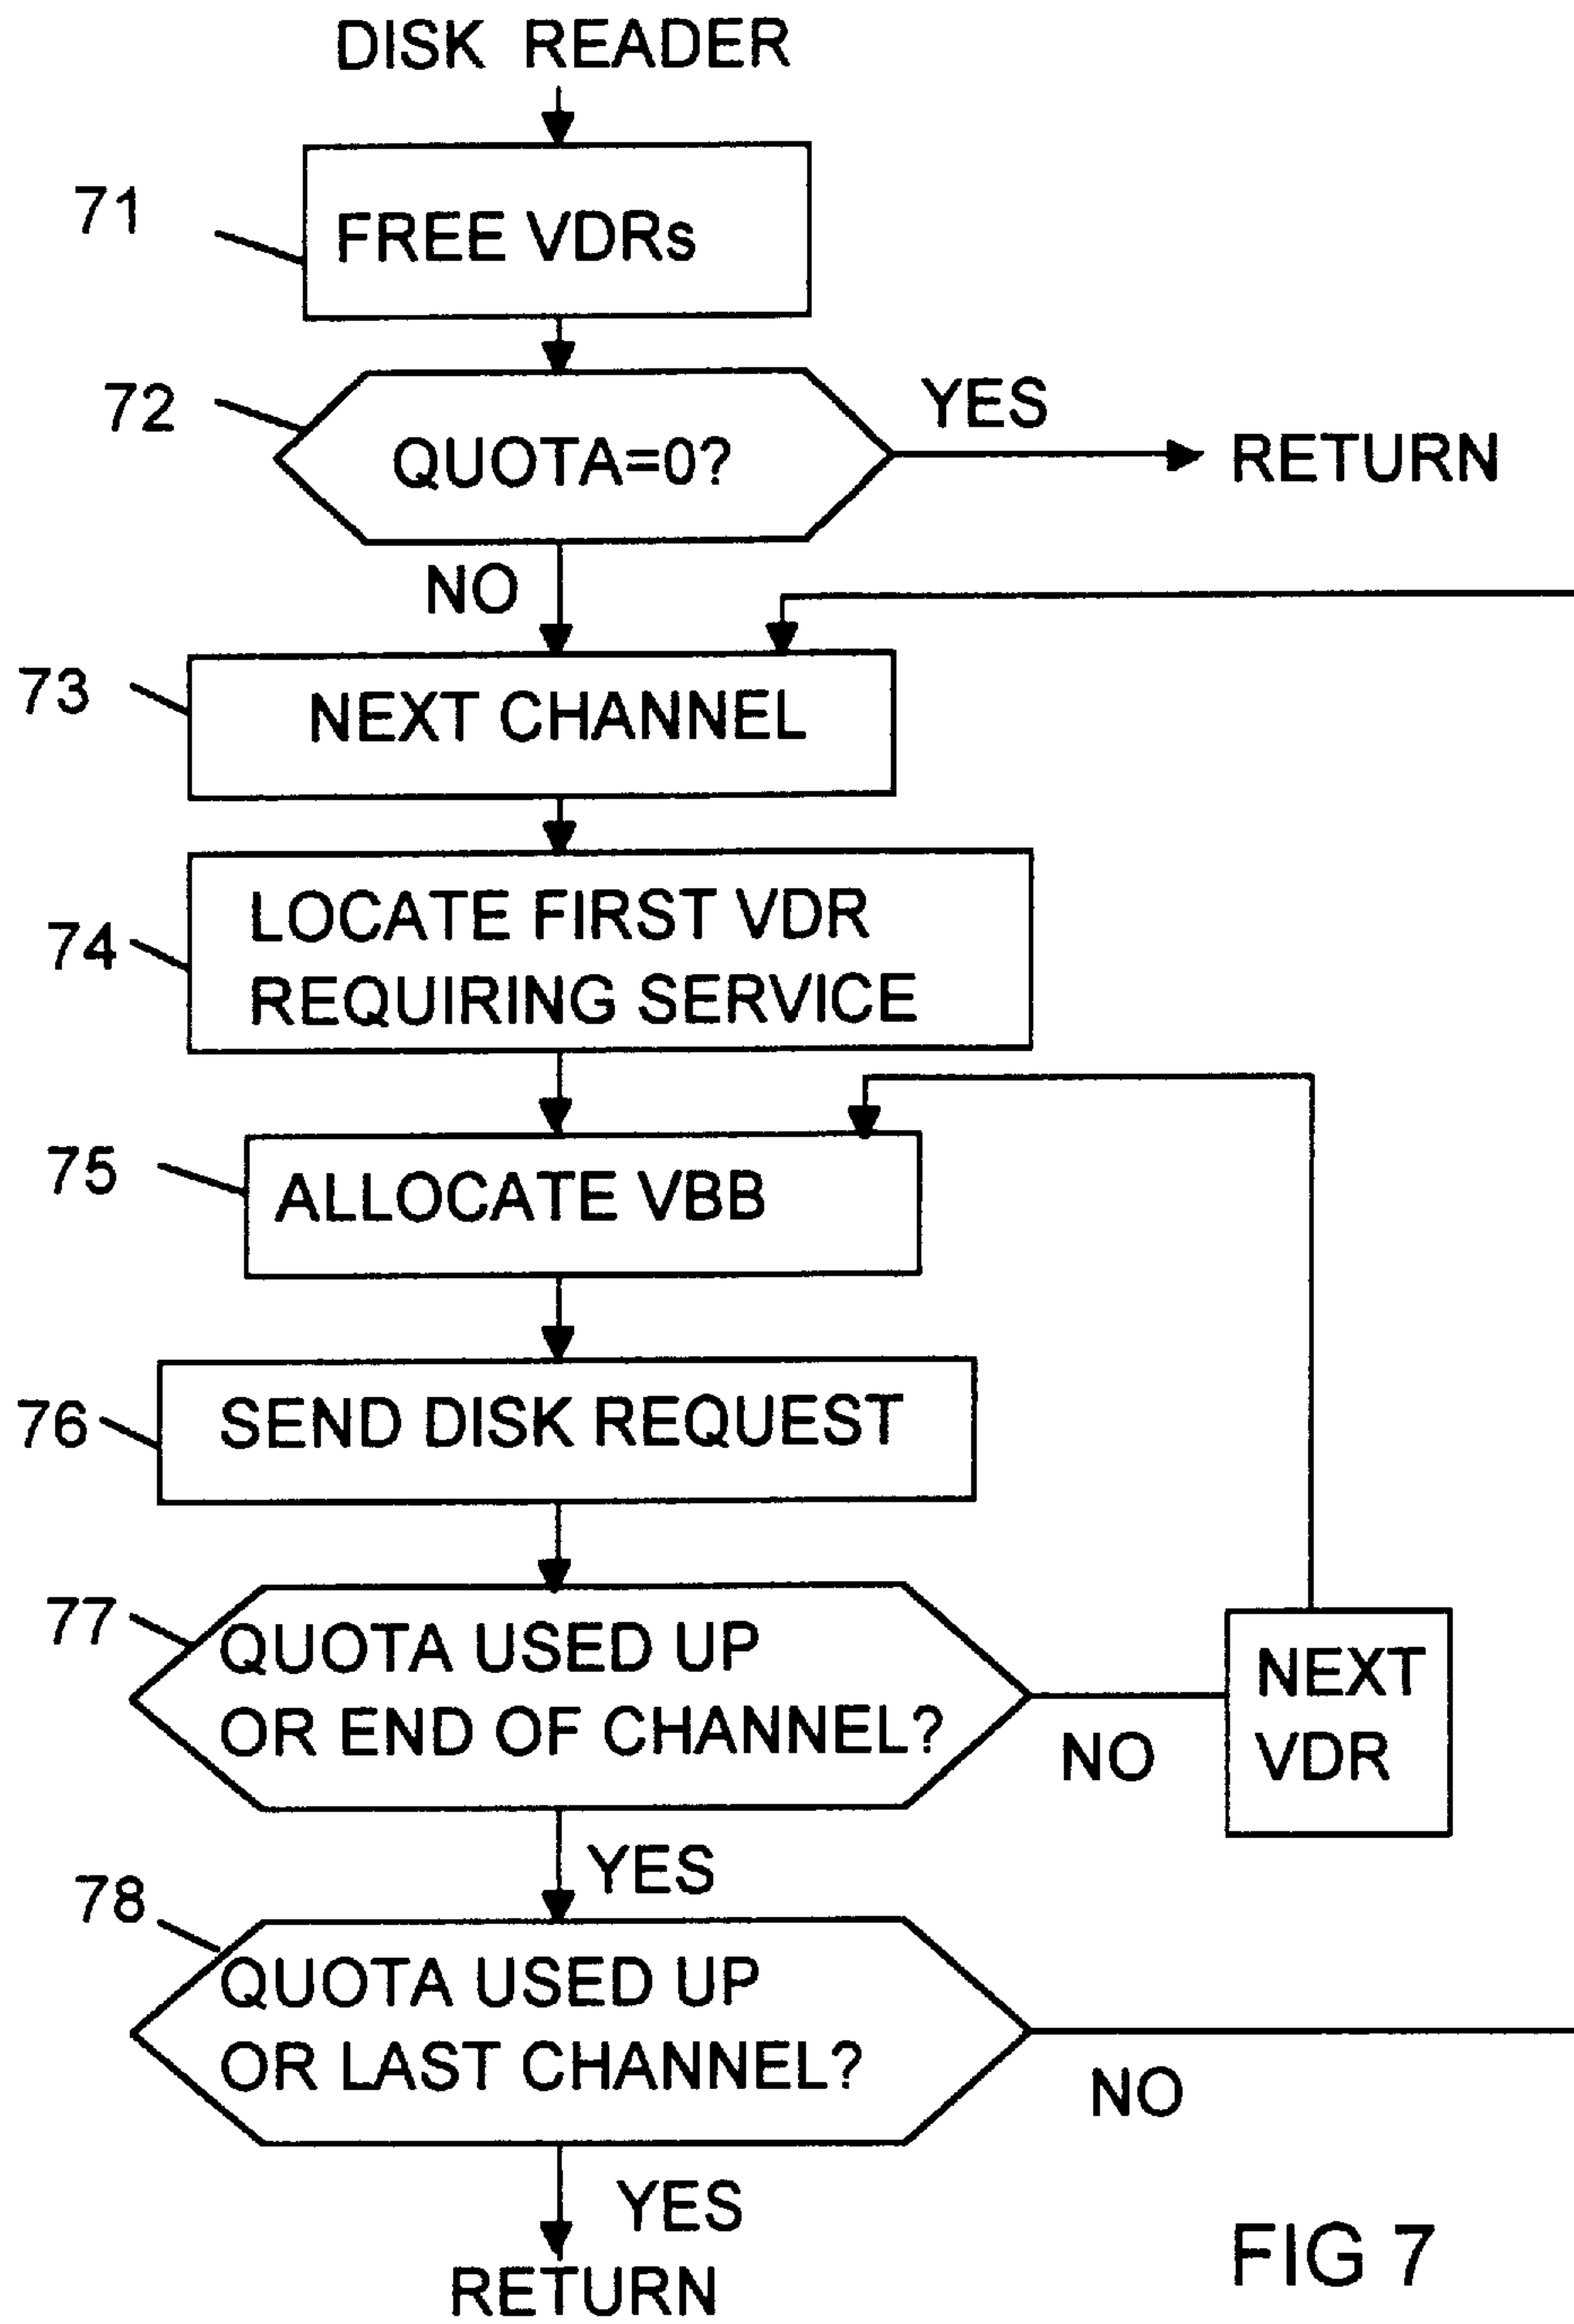 DISK READER
71
FREE VDRs
72
QUOTA=0?
YES
RETURN
NO
73
NEXT CHANNEL
74
LOCATE FIRST VDR
REQUIRING SERVICE
75
ALLOCATE VBB
76
SEND DISK REQUEST
77
QUOTA USED UP
OR END OF CHANNEL?
NO
NEXT
VDR
YES
78
QUOTA USED UP
OR LAST CHANNEL?
NO
YES
RETURN
FIG 7